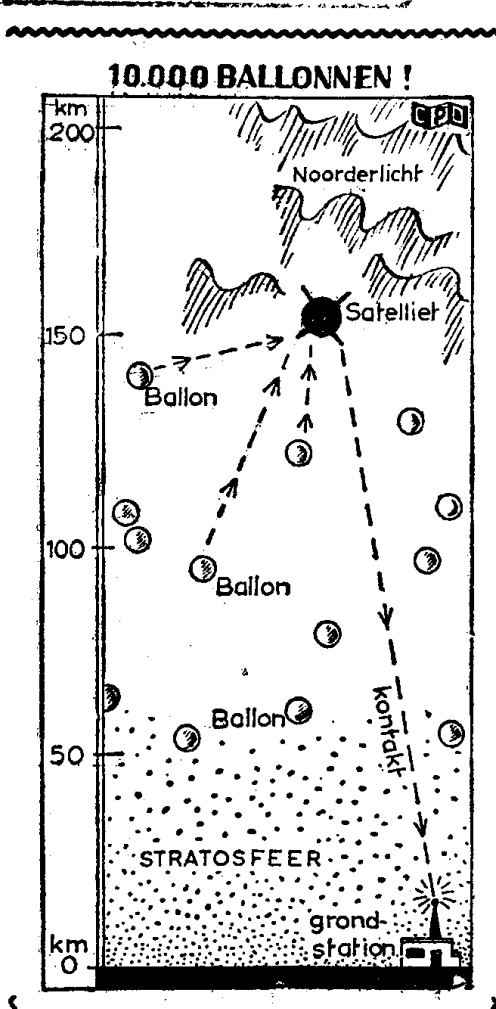 10.000 BALLONNEN !
km
200
CPD
Noorderlicht
Satelliet
150
Ballon
100
Ballon
Ballon
kontakt
50
STRATOSFEER
grond-
station
km
0